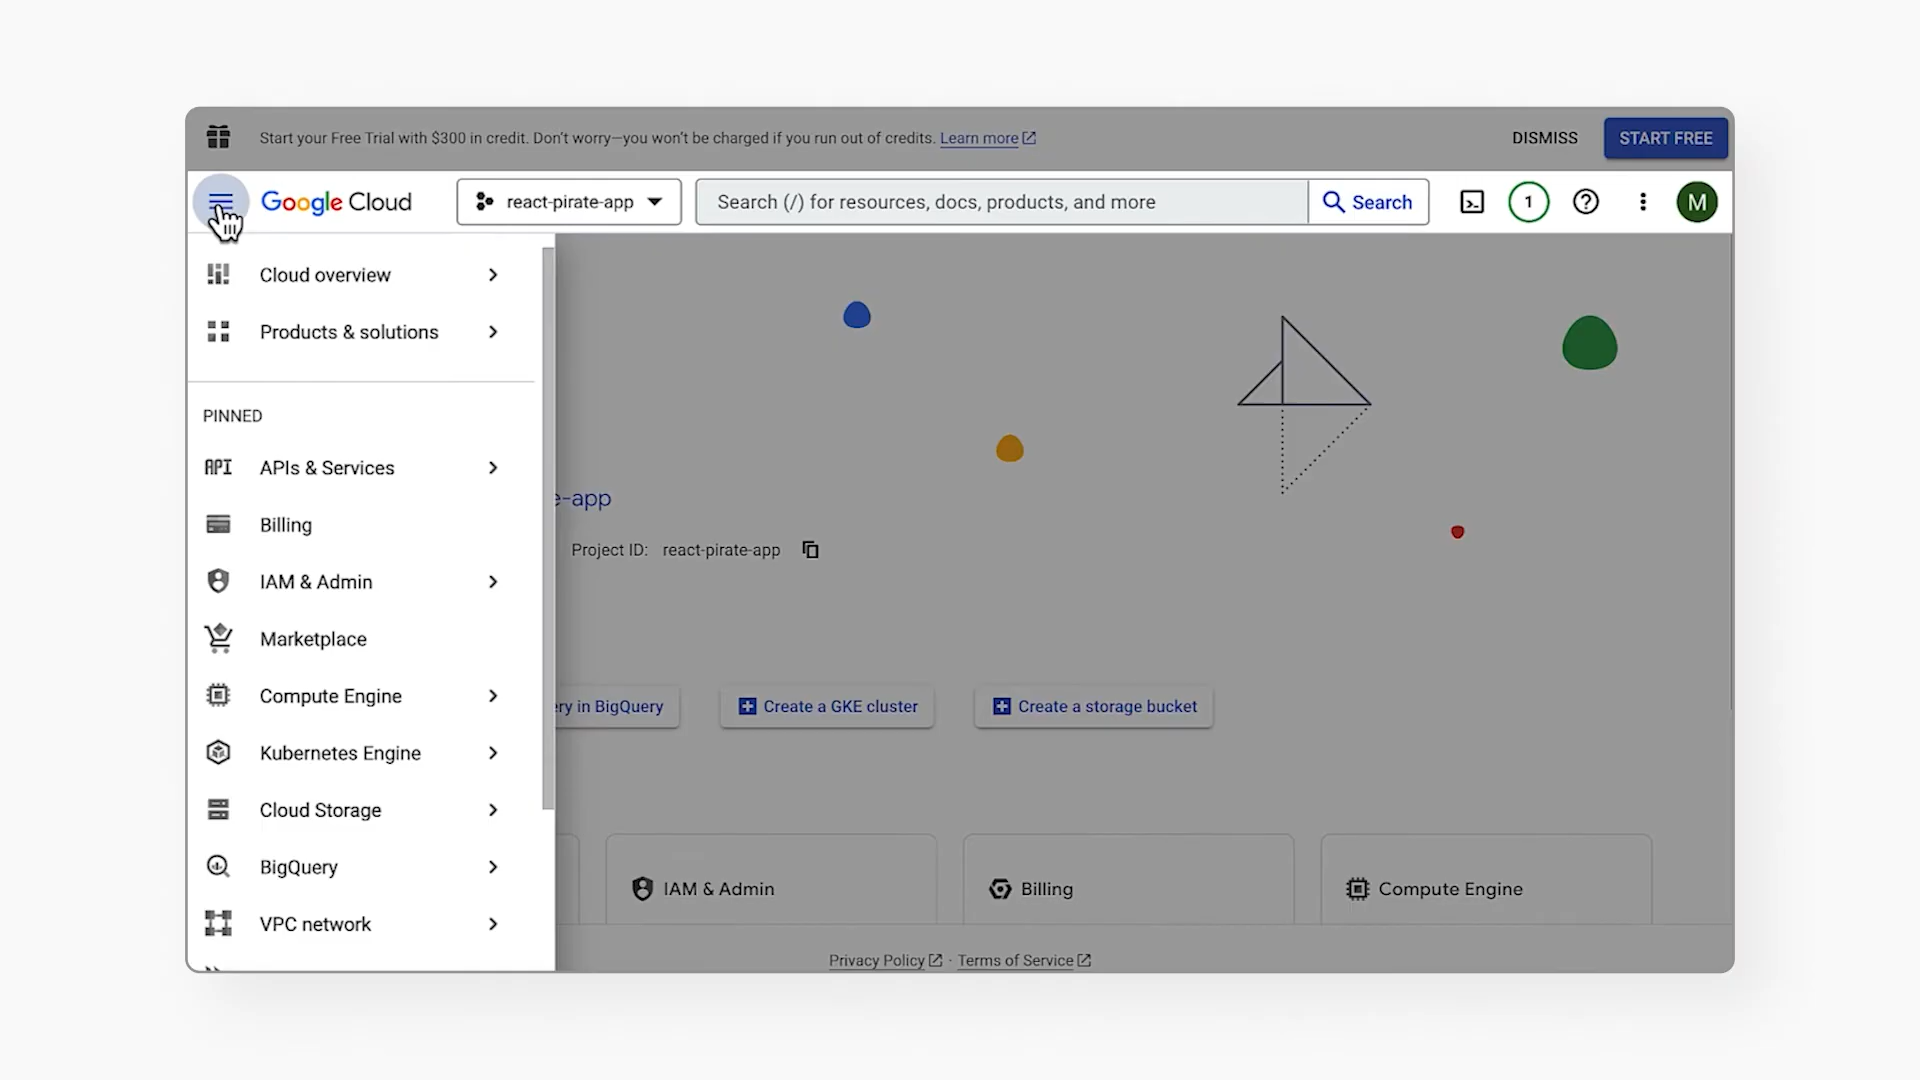 Start your Free Trial with $300 in credit. Don't worry—you won't be charged if you run out of credits. Learn more
DISMISS
START FREE
Google Cloud
react-pirate-app
Search (/) for resources, docs, products, and more
Search
1
M
Cloud overview
Products & solutions
PINNED
API APIs & Services
Billing
IAM & Admin
Marketplace
Compute Engine
Kubernetes Engine
Cloud Storage
BigQuery
VPC network
e-app
Project ID: react-pirate-app
ry in BigQuery
Create a GKE cluster
Create a storage bucket
IAM & Admin
Billing
Compute Engine
Privacy Policy · Terms of Service